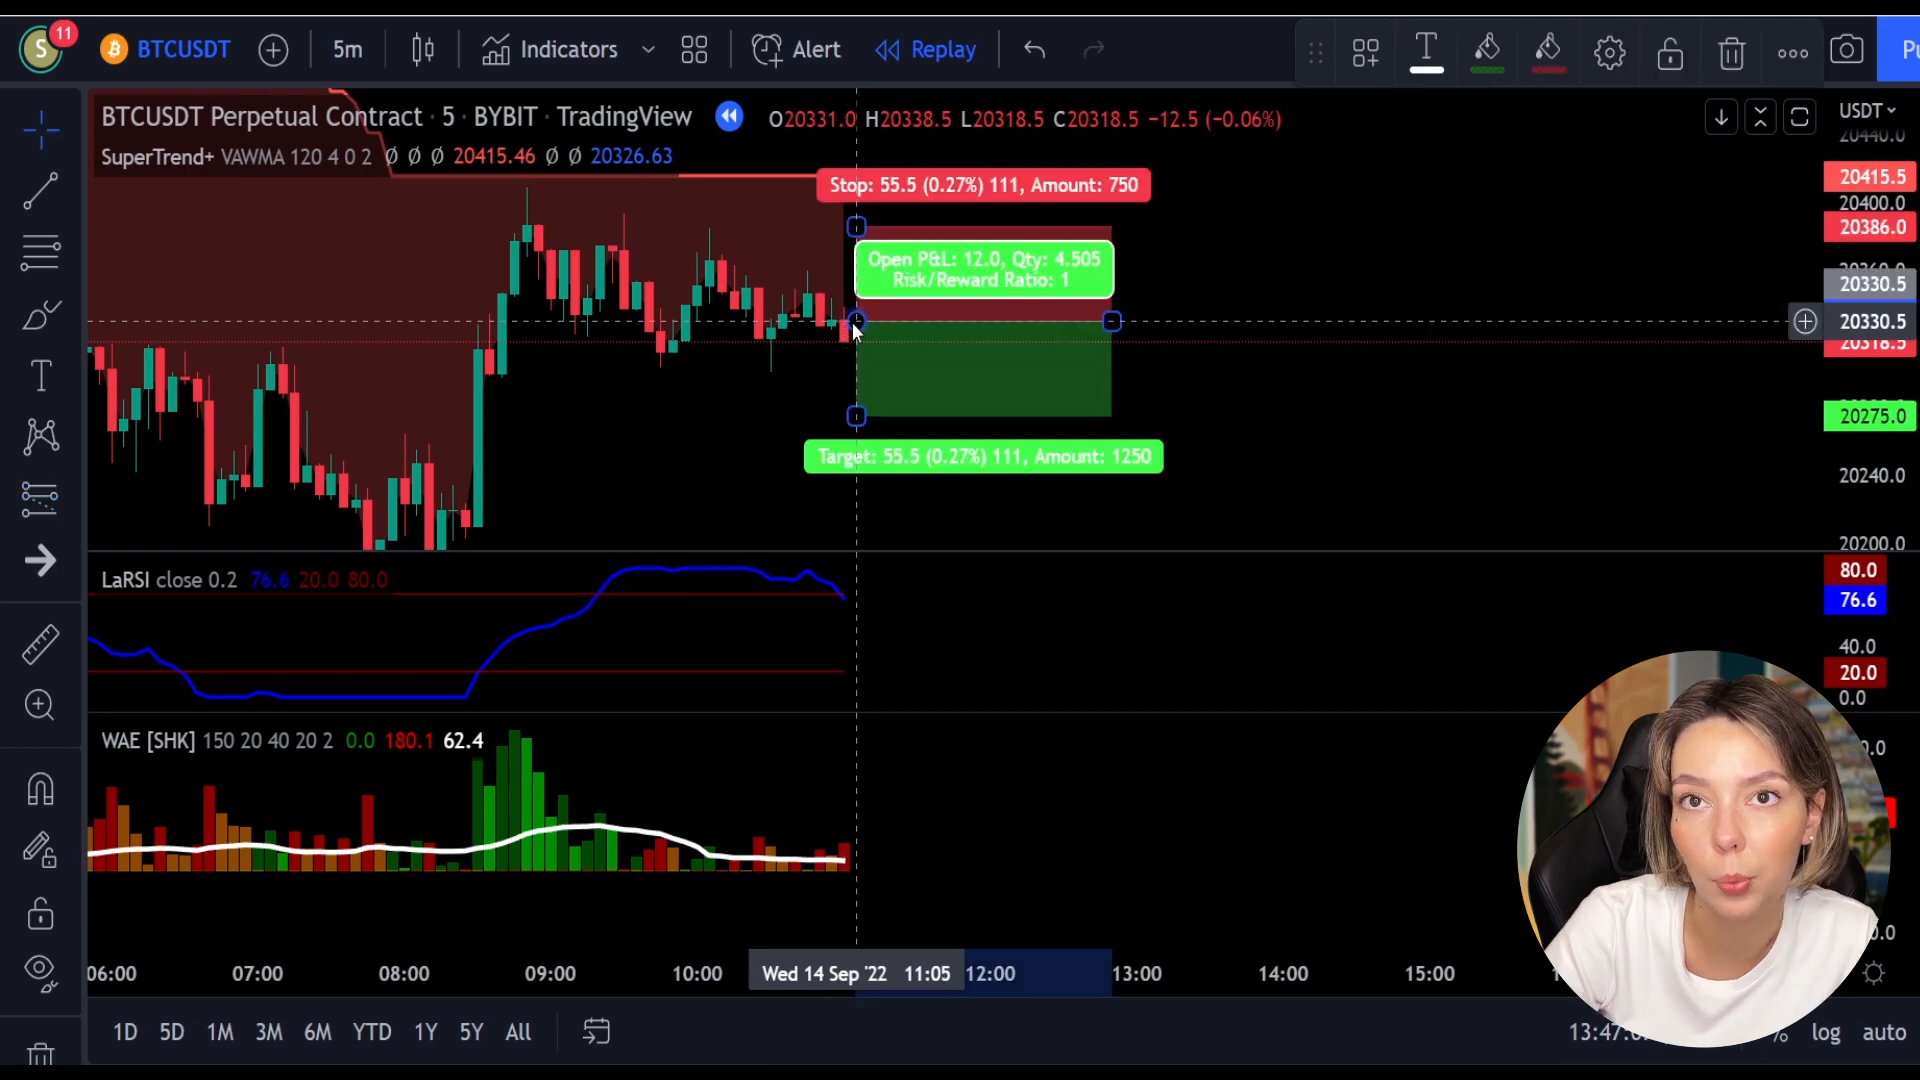 S 11 BTCUSDT 5m Indicators Alert Replay T Pu
BTCUSDT Perpetual Contract · 5 · BYBIT · TradingView O20331.0 H20338.5 L20318.5 C20318.5 −12.5 (−0.06%)
SuperTrend+ VAWMA 120 4 0 2 Ø Ø Ø 20415.46 Ø Ø 20326.63
USDT
20440.0
20415.5
20400.0
20386.0
20330.5
20330.5
20318.5
20275.0
20240.0
20200.0
Stop: 55.5 (0.27%) 111, Amount: 750
Open P&L: 12.0, Qty: 4.505
Risk/Reward Ratio: 1
Target: 55.5 (0.27%) 111, Amount: 1250
LaRSI close 0.2 76.6 20.0 80.0
80.0
76.6
40.0
20.0
0.0
WAE [SHK] 150 20 40 20 2 0.0 180.1 62.4
06:00 07:00 08:00 09:00 10:00 Wed 14 Sep '22 11:05 12:00 13:00 14:00 15:00
1D 5D 1M 3M 6M YTD 1Y 5Y All
% log auto